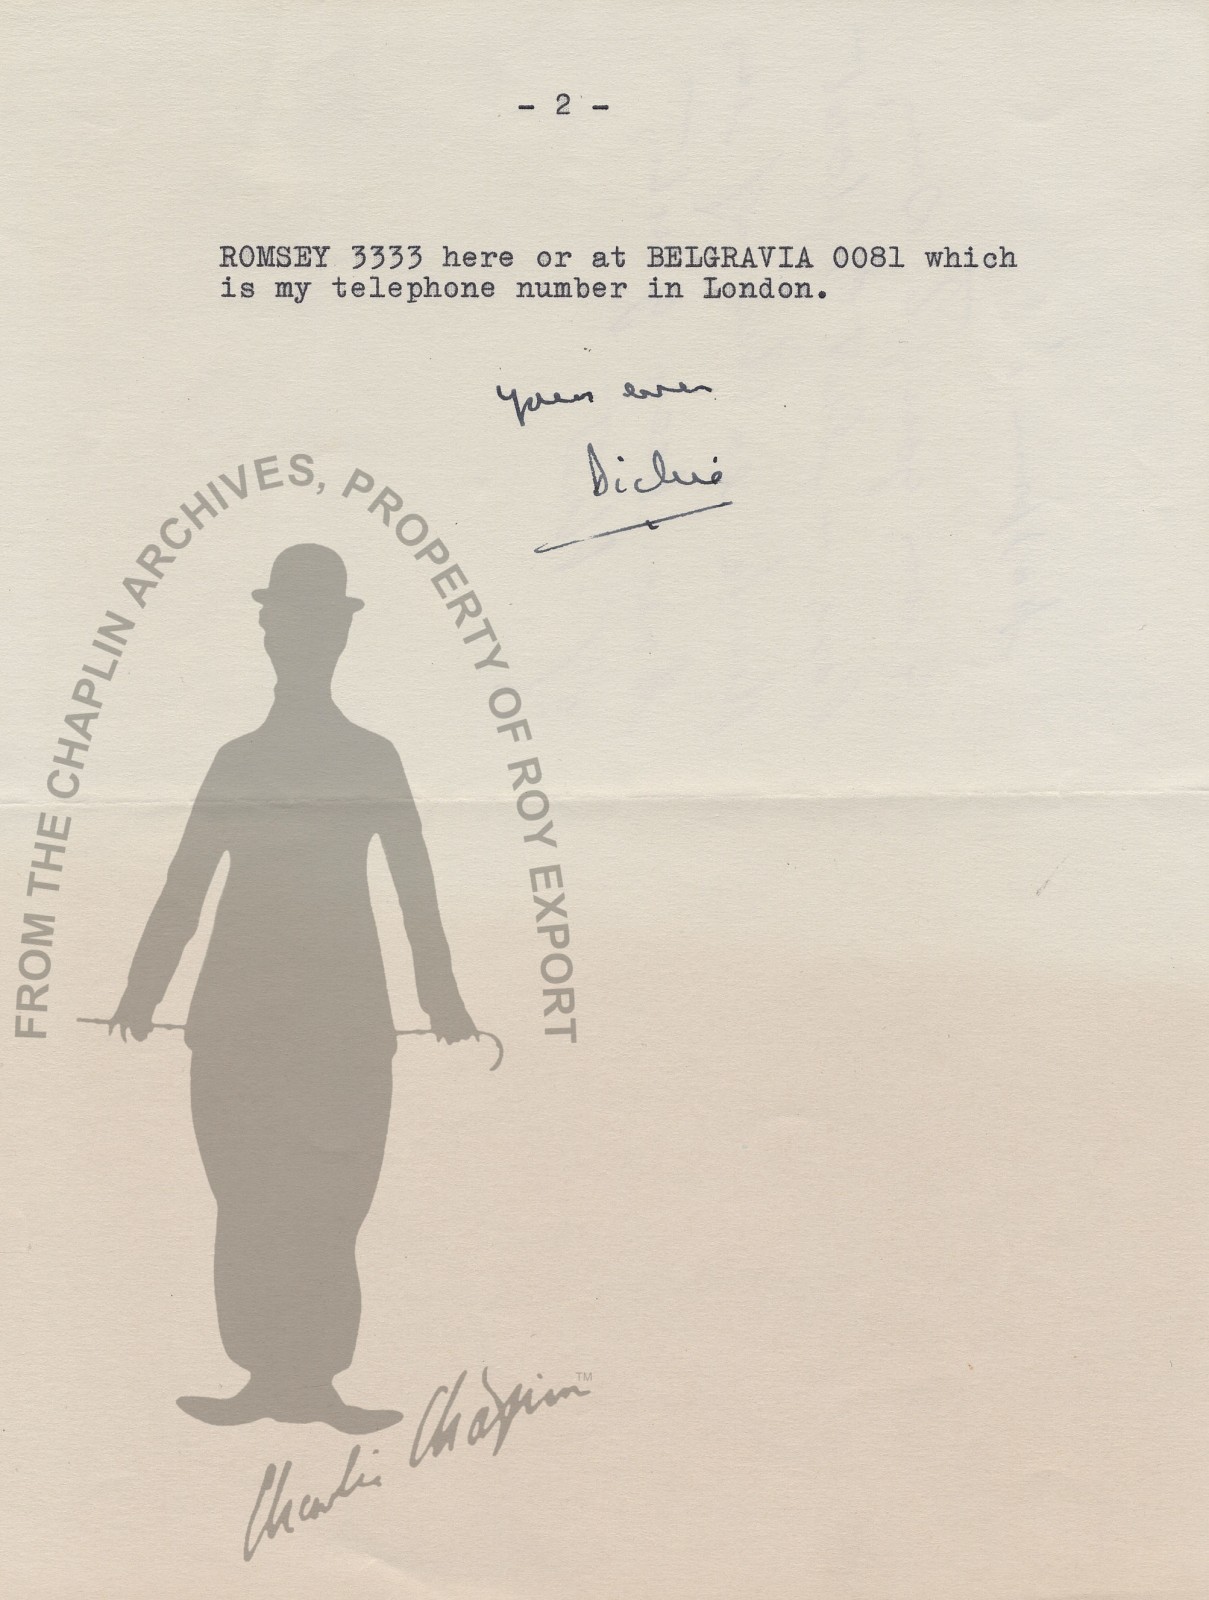 - 2 -
ROMSEY 3333 here or at BELGRAVIA 0081 which
is my telephone number in London.
Yours ever
Dickie
FROM THE CHAPLIN ARCHIVES, PROPERTY OF ROY EXPORT
Charlie Chaplin TM